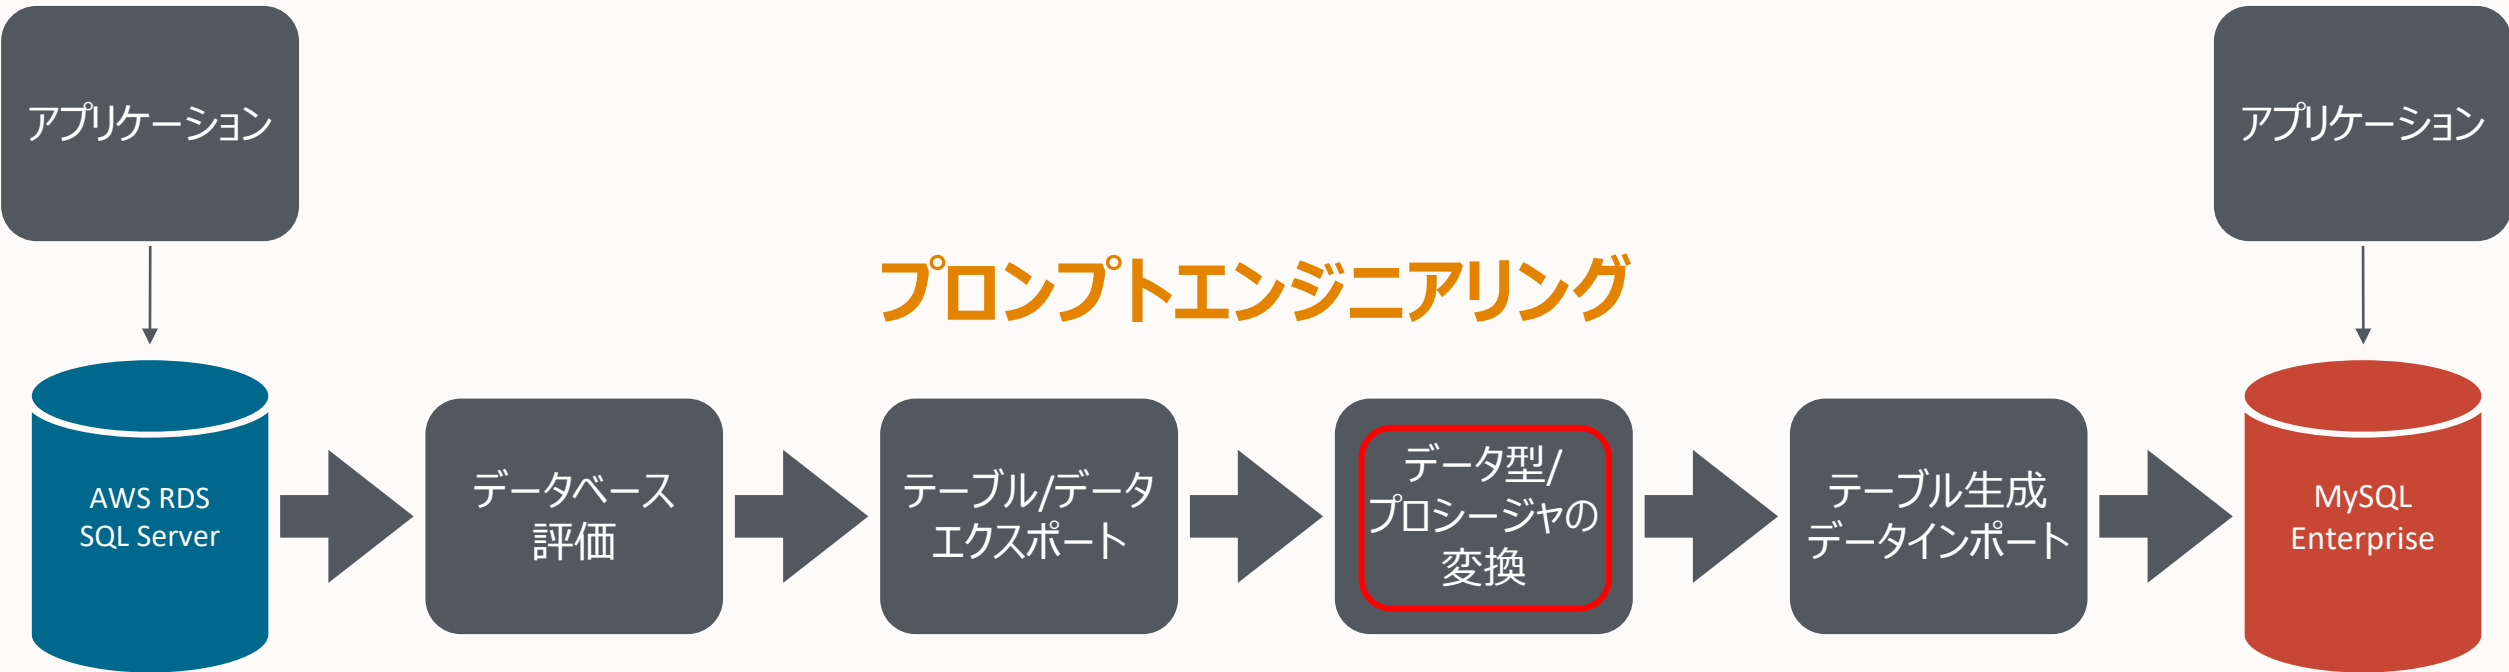 アプリケーション
アプリケーション
プロンプトエンジニアリング
AWS RDS
SQL Server
データベース
評価
テーブル/データ
エクスポート
データ型/
プロシージャの
変換
テーブル生成
データインポート
MySQL
Enterprise